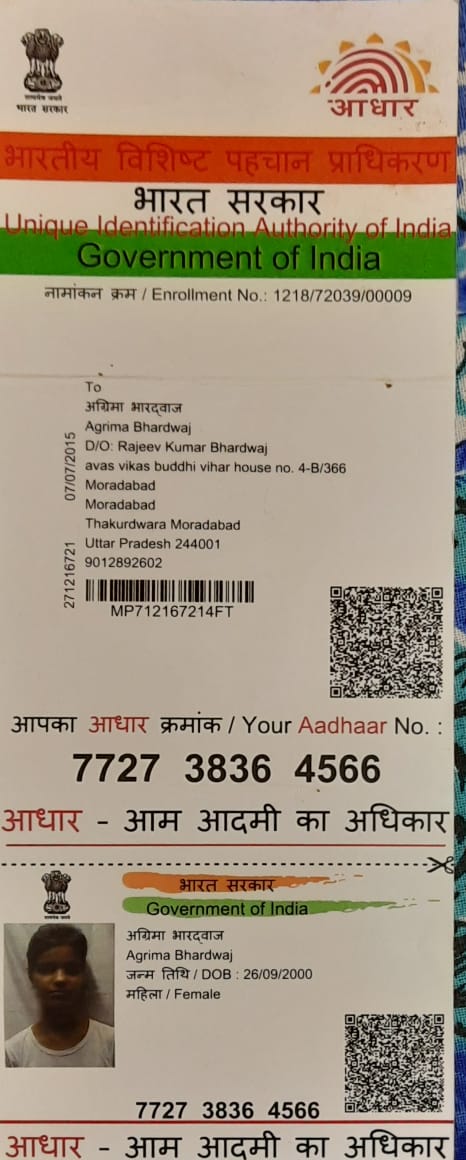 सत्यमेव जयते
भारत सरकार
आधार
भारतीय विशिष्ट पहचान प्राधिकरण
भारत सरकार
Unique Identification Authority of India
Government of India
नामांकन क्रम / Enrollment No.: 1218/72039/00009
To
अग्रिमा भारद्वाज
Agrima Bhardwaj
D/O: Rajeev Kumar Bhardwaj
avas vikas buddhi vihar house no. 4-B/366
Moradabad
Moradabad
Thakurdwara Moradabad
Uttar Pradesh 244001
9012892602
271216721 07/07/2015
MP712167214FT
आपका आधार क्रमांक / Your Aadhaar No. :
7727 3836 4566
आधार - आम आदमी का अधिकार
भारत सरकार
Government of India
अग्रिमा भारद्वाज
Agrima Bhardwaj
जन्म तिथि / DOB : 26/09/2000
महिला / Female
7727 3836 4566
आधार - आम आदमी का अधिकार